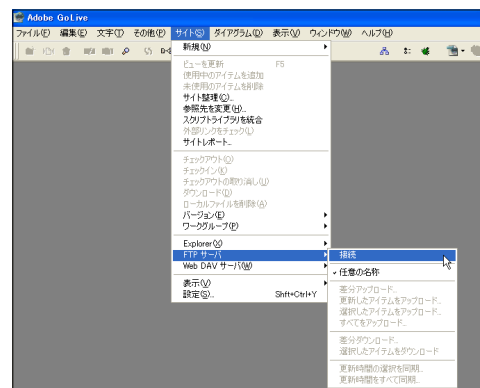 Adobe GoLive
ファイル(F) 編集(E) 文字(T) その他(P) サイト(S) ダイアグラム(D) 表示(V) ウィンドウ(W) ヘルプ(H)
新規(N)
ビューを更新 F5
使用中のアイテムを追加
未使用のアイテムを削除
サイト整理(C)...
参照先を変更(H)...
スクリプトライブラリを統合
外部リンクをチェック(L)
サイトレポート...
チェックアウト(O)
チェックイン(K)
チェックアウトの取り消し(U)
ダウンロード(D)
ローカルファイルを削除(A)
バージョン(E)
ワークグループ(P)
Explorer(X)
FTP サーバ
Web DAV サーバ(W)
表示(V)
設定(S)... Shft+Ctrl+Y
接続
任意の名称
差分アップロード...
更新したアイテムをアップロード...
選択したアイテムをアップロード...
すべてをアップロード...
差分ダウンロード...
選択したアイテムをダウンロード
更新時間の選択を同期...
更新時間をすべて同期...